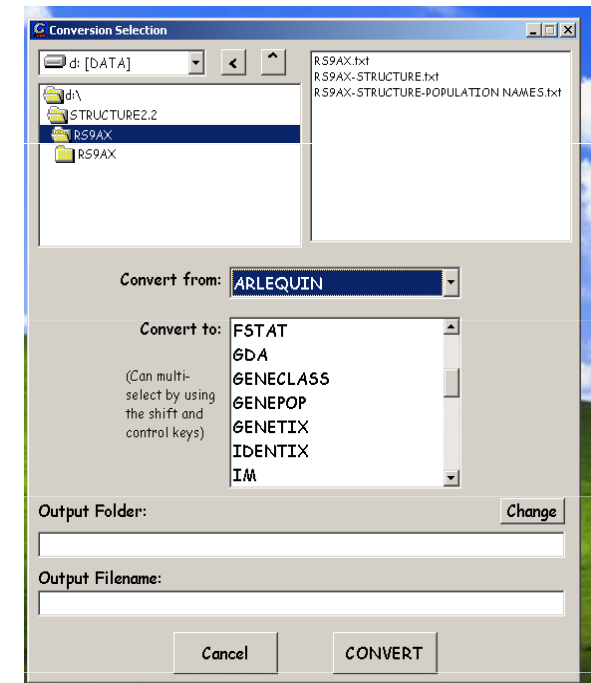 Conversion Selection
d: [DATA]
<
^
RS9AX.txt
RS9AX-STRUCTURE.txt
RS9AX-STRUCTURE-POPULATION NAMES.txt
d:\
STRUCTURE2.2
RS9AX
RS9AX
Convert from:
ARLEQUIN
Convert to:
(Can multi-
select by using
the shift and
control keys)
FSTAT
GDA
GENECLASS
GENEPOP
GENETIX
IDENTIX
IM
Output Folder:
Change
Output Filename:
Cancel
CONVERT